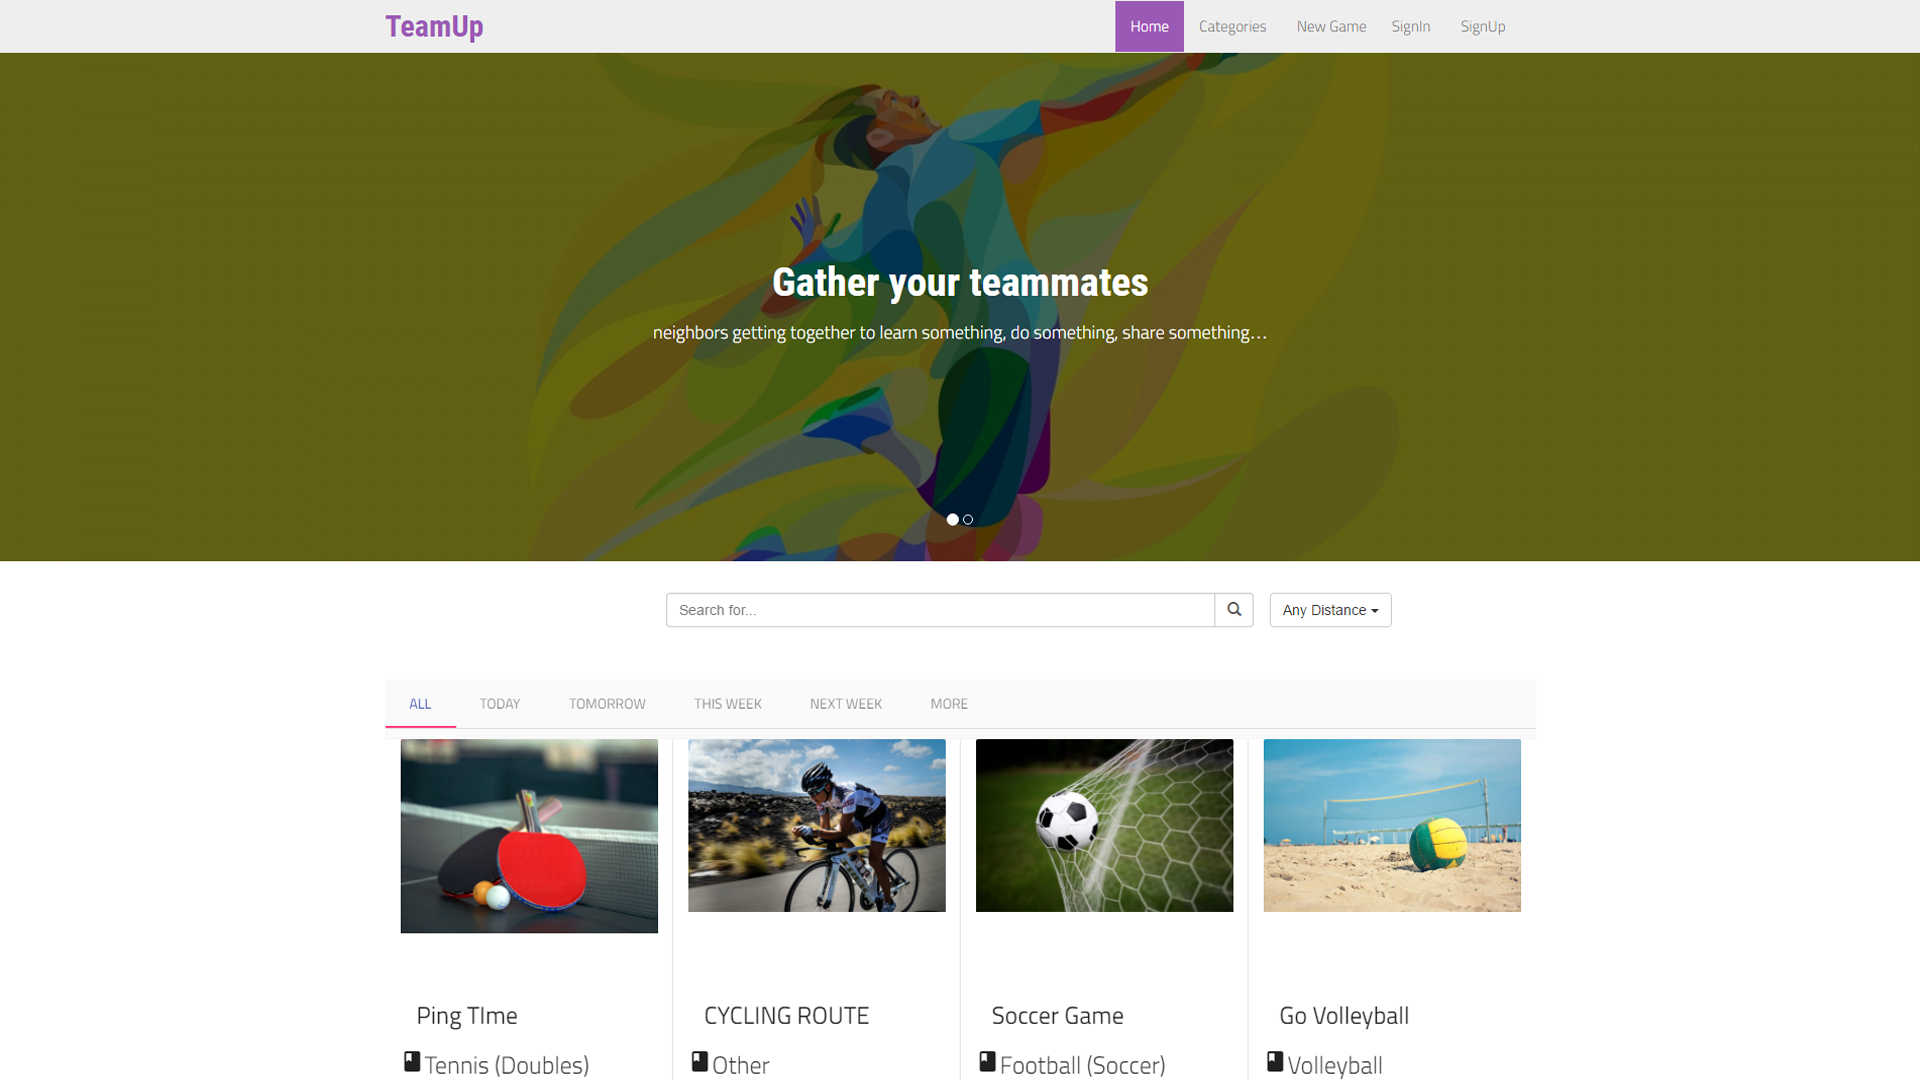 TeamUp
Home Categories New Game SignIn SignUp
Gather your teammates
neighbors getting together to learn something, do something, share something...
Search for...
Any Distance
ALL TODAY TOMORROW THIS WEEK NEXT WEEK MORE
Ping TIme CYCLING ROUTE Soccer Game Go Volleyball
Tennis (Doubles) Other Football (Soccer) Volleyball